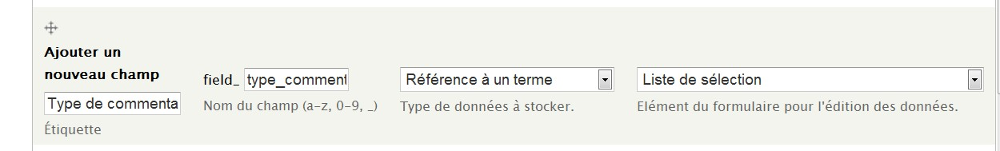 Ajouter un
nouveau champ
Type de commenta
Étiquette
field_ type_comment
Nom du champ (a-z, 0-9, _)
Référence à un terme
Type de données à stocker.
Liste de sélection
Elément du formulaire pour l'édition des données.